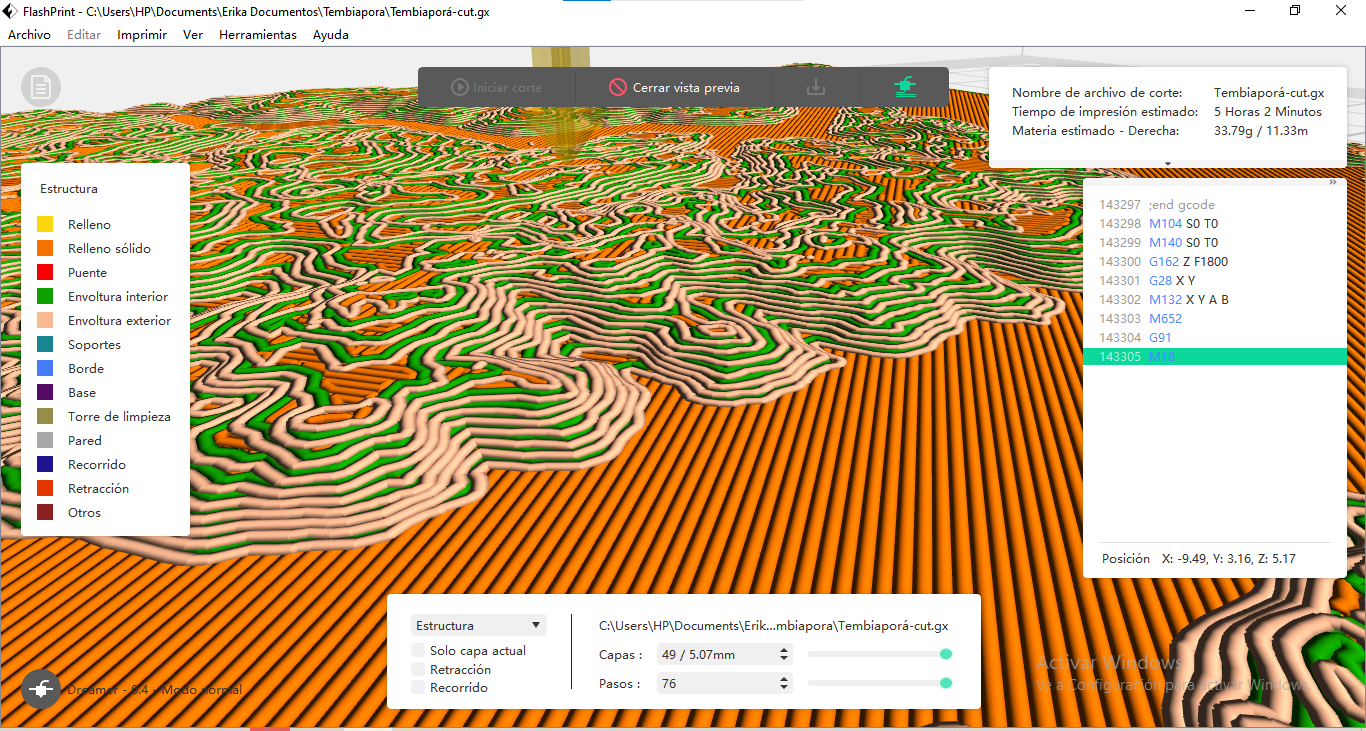 FlashPrint - C:\Users\HP\Documents\Erika Documentos\Tembiapora\Tembiaporá-cut.gx
Archivo Editar Imprimir Ver Herramientas Ayuda
Iniciar corte
Cerrar vista previa
Nombre de archivo de corte: Tembiaporá-cut.gx
Tiempo de impresión estimado: 5 Horas 2 Minutos
Materia estimado - Derecha: 33.79g / 11.33m
Estructura
Relleno
Relleno sólido
Puente
Envoltura interior
Envoltura exterior
Soportes
Borde
Base
Torre de limpieza
Pared
Recorrido
Retracción
Otros
»
143297 ;end gcode
143298 M104 S0 T0
143299 M140 S0 T0
143300 G162 Z F1800
143301 G28 X Y
143302 M132 X Y A B
143303 M652
143304 G91
143305 M18
Posición X: -9.49, Y: 3.16, Z: 5.17
Estructura
Solo capa actual
Retracción
Recorrido
C:\Users\HP\Documents\Erik...mbiapora\Tembiaporá-cut.gx
Capas : 49 / 5.07mm
Pasos : 76
Dreamer - 0.4 - Modo normal
Activar Windows
Ve a Configuración para activar Windows.